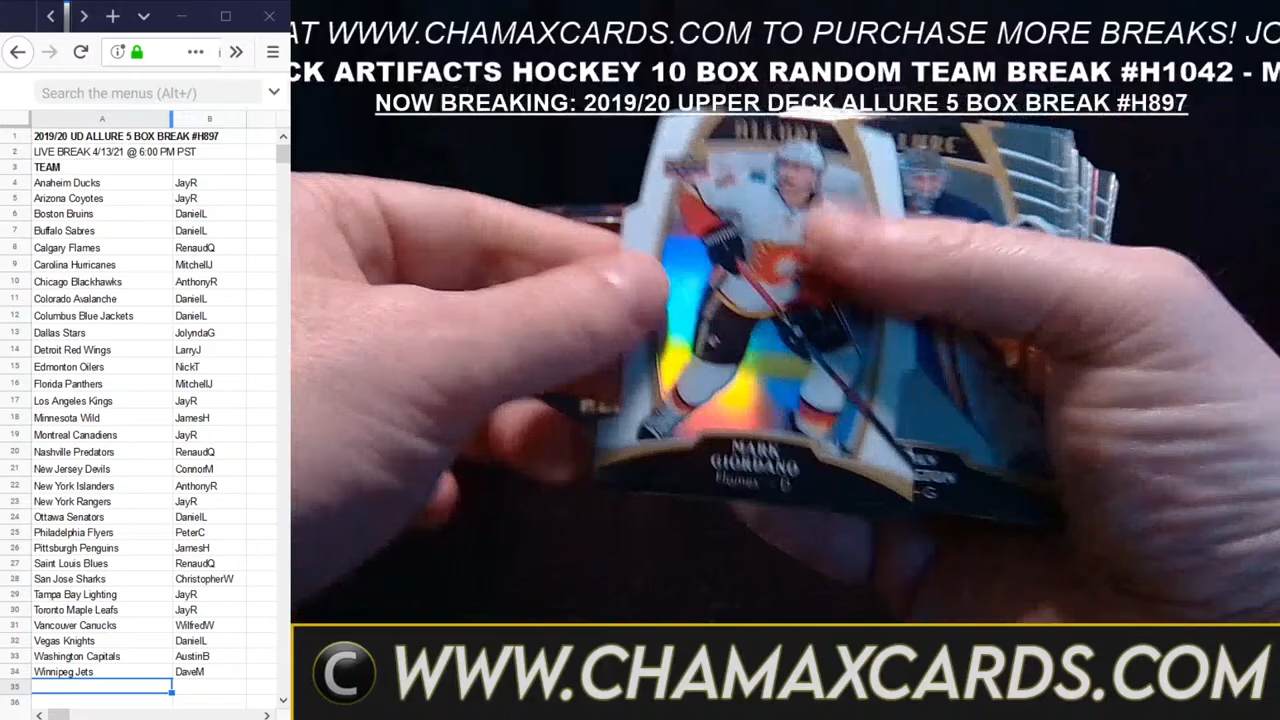 AT WWW.CHAMAXCARDS.COM TO PURCHASE MORE BREAKS! JO
CK ARTIFACTS HOCKEY 10 BOX RANDOM TEAM BREAK #H1042 - M
NOW BREAKING: 2019/20 UPPER DECK ALLURE 5 BOX BREAK #H897
Search the menus (Alt+/)
A B
1 2019/20 UD ALLURE 5 BOX BREAK #H897
2 LIVE BREAK 4/13/21 @ 6:00 PM PST
3 TEAM
4 Anaheim Ducks JayR
5 Arizona Coyotes JayR
6 Boston Bruins DanielL
7 Buffalo Sabres DanielL
8 Calgary Flames RenaudQ
9 Carolina Hurricanes MitchellJ
10 Chicago Blackhawks AnthonyR
11 Colorado Avalanche DanielL
12 Columbus Blue Jackets DanielL
13 Dallas Stars JolyndaG
14 Detroit Red Wings LarryJ
15 Edmonton Oilers NickT
16 Florida Panthers MitchellJ
17 Los Angeles Kings JayR
18 Minnesota Wild JamesH
19 Montreal Canadiens JayR
20 Nashville Predators RenaudQ
21 New Jersey Devils ConnorM
22 New York Islanders AnthonyR
23 New York Rangers JayR
24 Ottawa Senators DanielL
25 Philadelphia Flyers PeterC
26 Pittsburgh Penguins JamesH
27 Saint Louis Blues RenaudQ
28 San Jose Sharks ChristopherW
29 Tampa Bay Lighting JayR
30 Toronto Maple Leafs JayR
31 Vancouver Canucks WilfredW
32 Vegas Knights DanielL
33 Washington Capitals AustinB
34 Winnipeg Jets DaveM
35
36
ALLURE
LURE
MARK
GIORDANO
Flames - D
C WWW.CHAMAXCARDS.COM